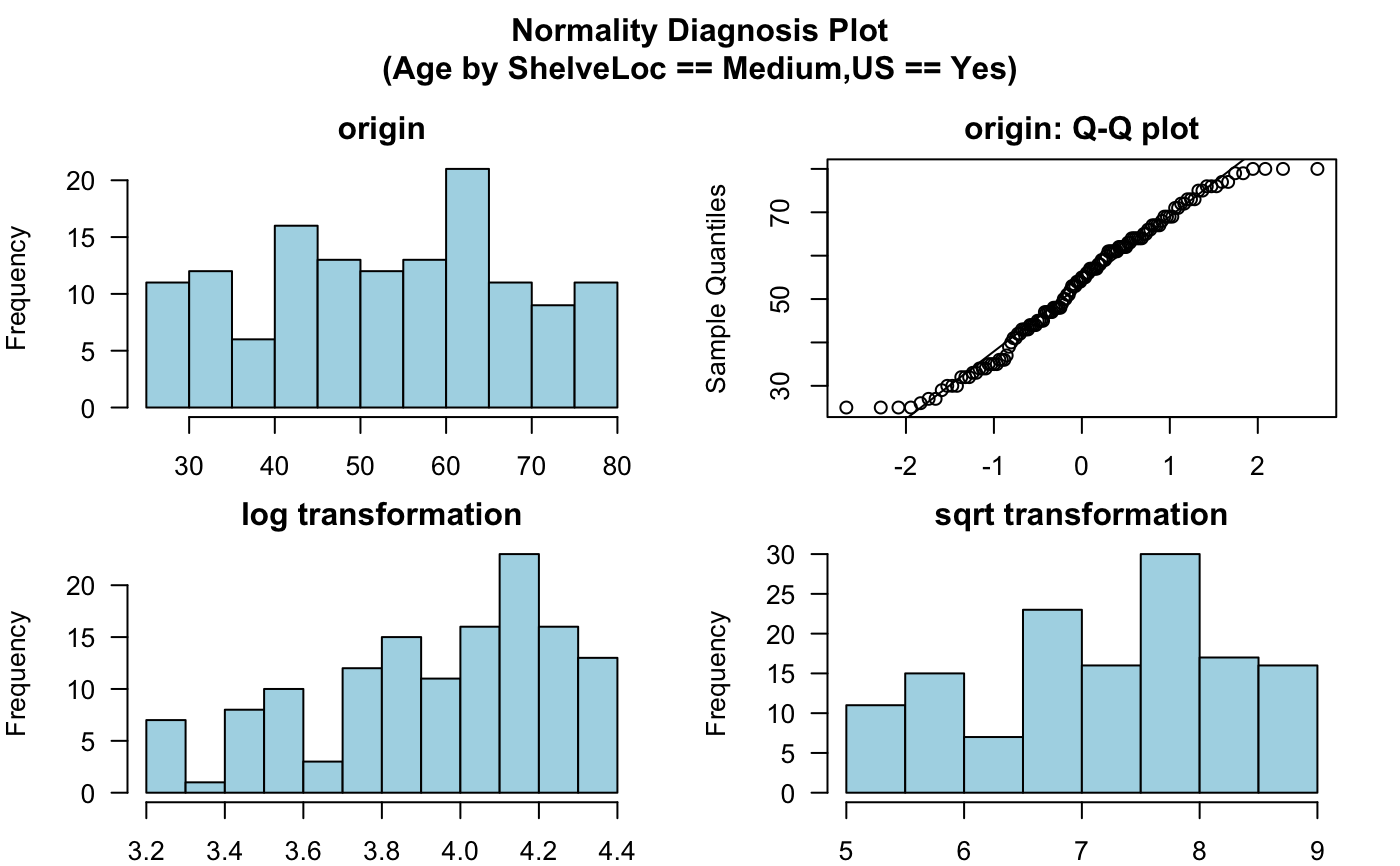 Normality Diagnosis Plot
(Age by ShelveLoc == Medium,US == Yes)
origin
Frequency
20
15
10
5
0
30 40 50 60 70 80
origin: Q-Q plot
Sample Quantiles
70
50
30
-2 -1 0 1 2
log transformation
Frequency
20
15
10
5
0
3.2 3.4 3.6 3.8 4.0 4.2 4.4
sqrt transformation
Frequency
30
25
20
15
10
5
0
5 6 7 8 9